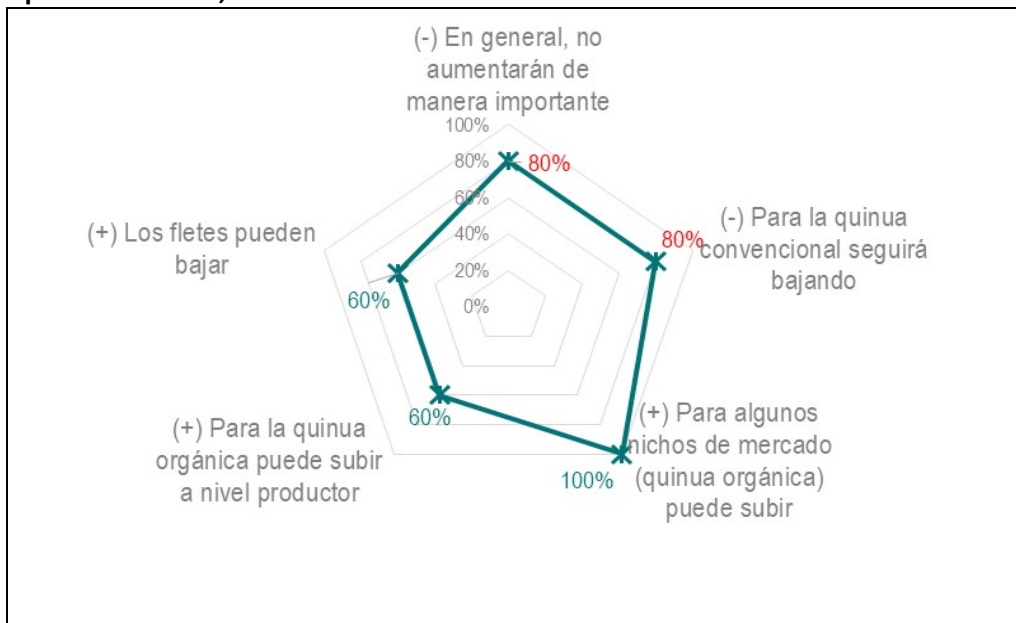 (-) En general, no
aumentarán de
manera importante
100%
80%
80%
60%
40%
20%
0%
(-) Para la quinua
80%
convencional seguirá
bajando
(+) Los fletes pueden
bajar
60%
(+) Para algunos
nichos de mercado
(quinua orgánica)
puede subir
100%
(+) Para la quinua
orgánica puede subir
a nivel productor
60%